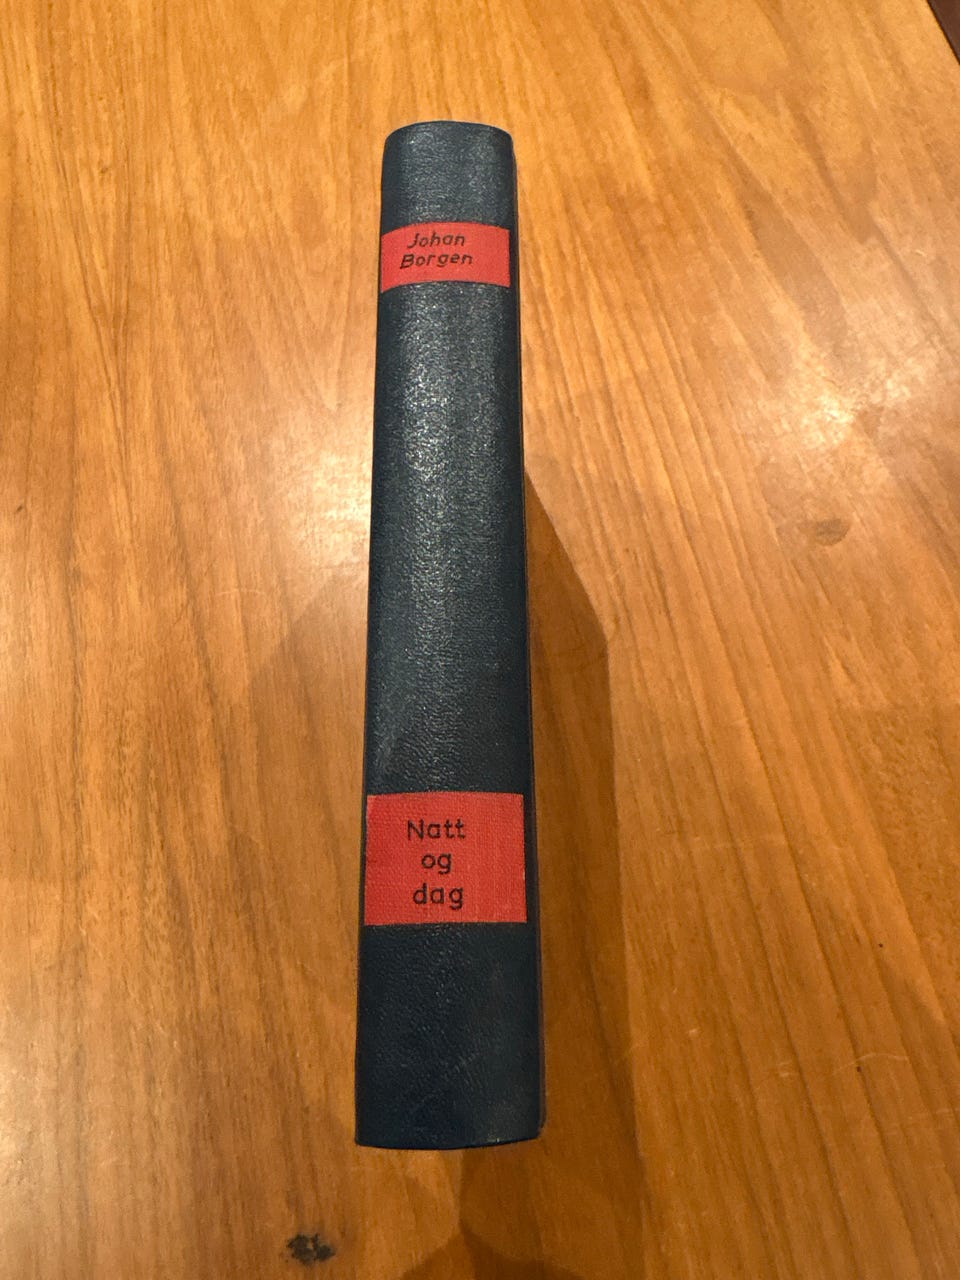 Johan
Borgen
Natt
og
dag